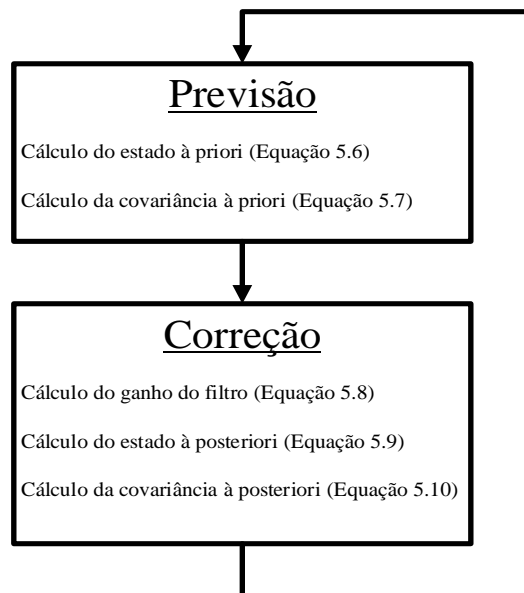 Previsão
Cálculo do estado à priori (Equação 5.6)
Cálculo da covariância à priori (Equação 5.7)
Correção
Cálculo do ganho do filtro (Equação 5.8)
Cálculo do estado à posteriori (Equação 5.9)
Cálculo da covariância à posteriori (Equação 5.10)